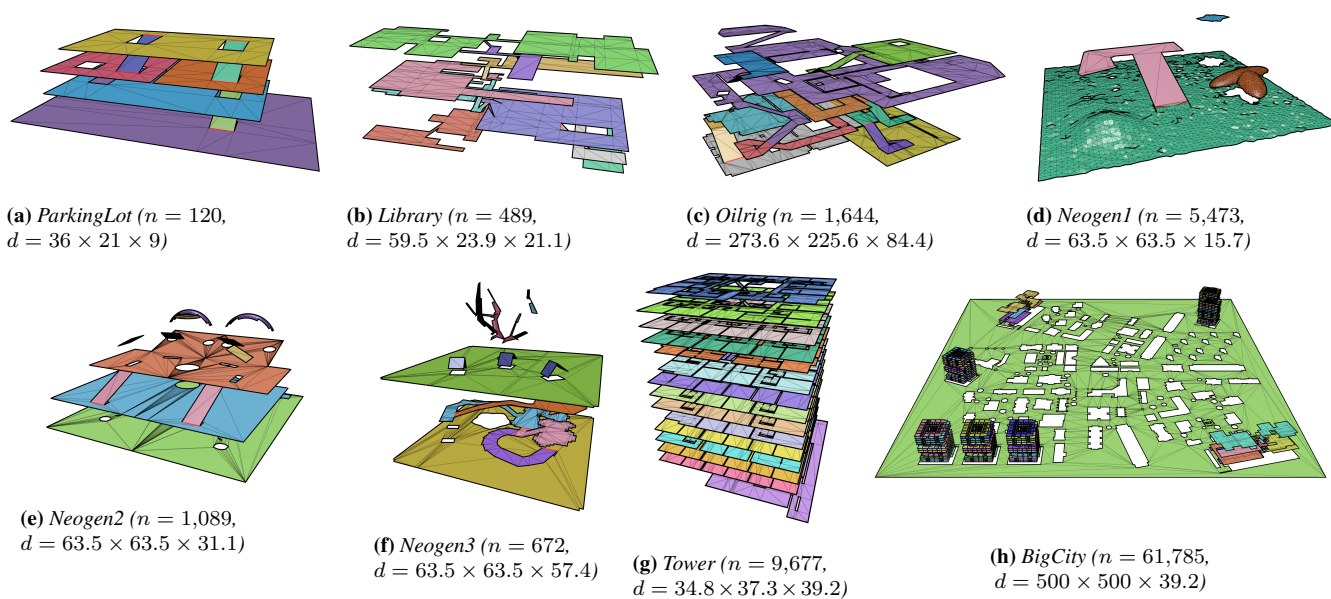 (a) ParkingLot (n = 120,
d = 36 × 21 × 9)
(b) Library (n = 489,
d = 59.5 × 23.9 × 21.1)
(c) Oilrig (n = 1,644,
d = 273.6 × 225.6 × 84.4)
(d) Neogen1 (n = 5,473,
d = 63.5 × 63.5 × 15.7)
(e) Neogen2 (n = 1,089,
d = 63.5 × 63.5 × 31.1)
(f) Neogen3 (n = 672,
d = 63.5 × 63.5 × 57.4)
(g) Tower (n = 9,677,
d = 34.8 × 37.3 × 39.2)
(h) BigCity (n = 61,785,
d = 500 × 500 × 39.2)